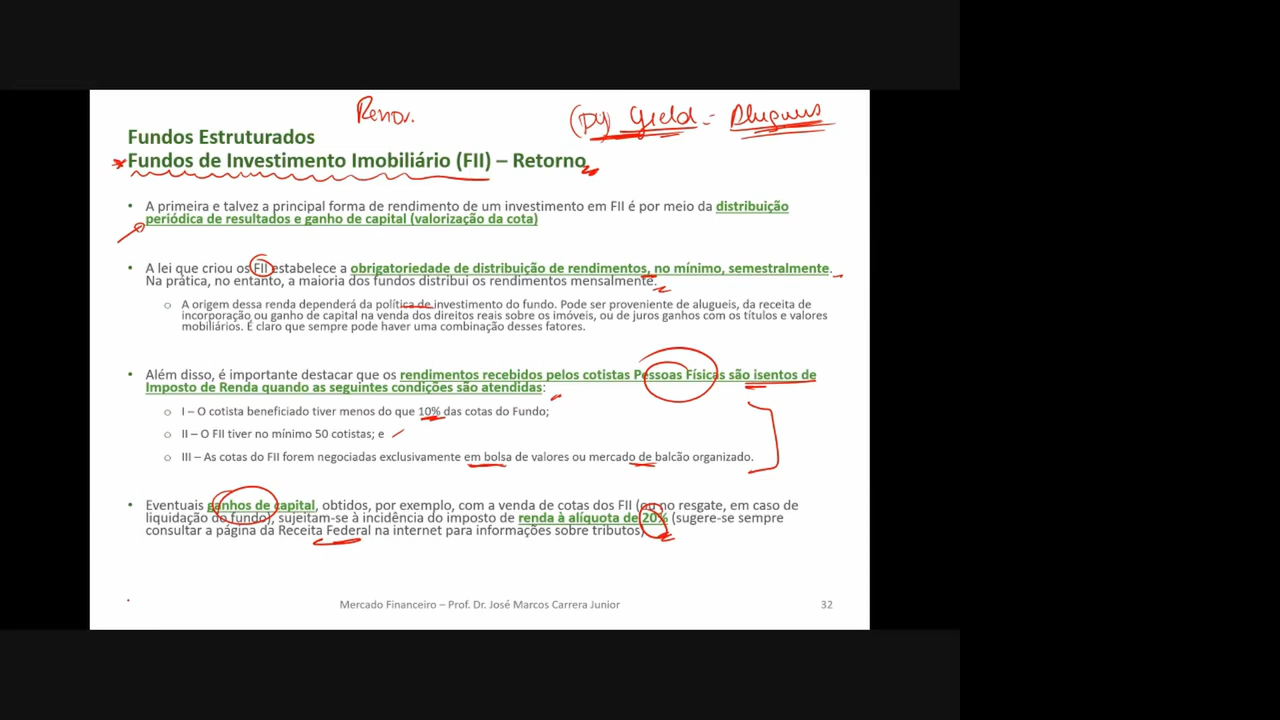 (DY) Yield = Alugueis
Fundos Estruturados
Fundos de Investimento Imobiliário (FII) – Retorno
• A primeira e talvez a principal forma de rendimento de um investimento em FII é por meio da distribuição
periódica de resultados e ganho de capital (valorização da cota)
• A lei que criou os FII estabelece a obrigatoriedade de distribuição de rendimentos, no mínimo, semestralmente.
Na prática, no entanto, a maioria dos fundos distribui os rendimentos mensalmente.
○ A origem dessa renda dependerá da política de investimento do fundo. Pode ser proveniente de alugueis, da receita de
incorporação ou ganho de capital na venda dos direitos reais sobre os imóveis, ou de juros ganhos com os títulos e valores
mobiliários. É claro que sempre pode haver uma combinação desses fatores.
• Além disso, é importante destacar que os rendimentos recebidos pelos cotistas Pessoas Físicas são isentos de
Imposto de Renda quando as seguintes condições são atendidas:
○ I – O cotista beneficiado tiver menos do que 10% das cotas do Fundo;
○ II – O FII tiver no mínimo 50 cotistas; e
○ III – As cotas do FII forem negociadas exclusivamente em bolsa de valores ou mercado de balcão organizado.
• Eventuais ganhos de capital, obtidos, por exemplo, com a venda de cotas dos FII (ou no resgate, em caso de
liquidação do fundo), sujeitam-se à incidência do imposto de renda à alíquota de 20% (sugere-se sempre
consultar a página da Receita Federal na internet para informações sobre tributos)
Mercado Financeiro – Prof. Dr. José Marcos Carrera Junior
32